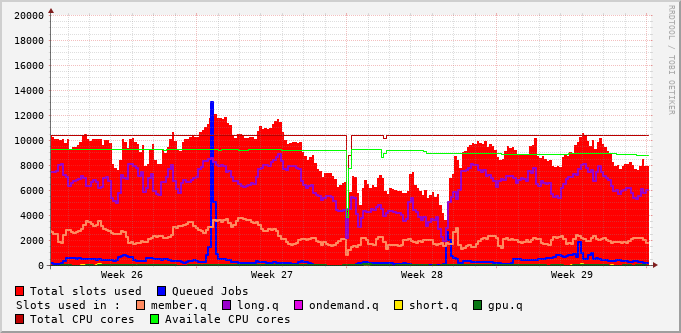 20000
18000
16000
14000
12000
10000
8000
6000
4000
2000
0
Week 26 Week 27 Week 28 Week 29
Total slots used Queued Jobs
Slots used in : member.q long.q ondemand.q short.q gpu.q
Total CPU cores Availale CPU cores
RRDTOOL / TOBI OETIKER